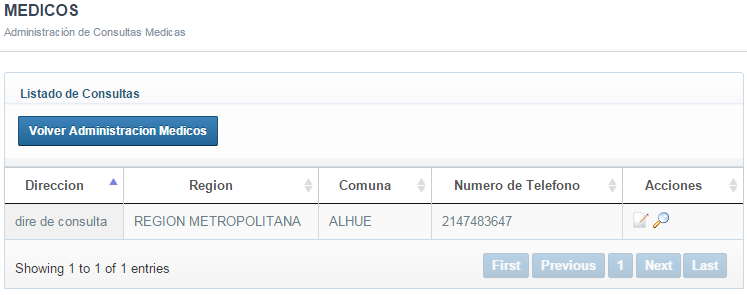 MEDICOS
Administración de Consultas Medicas
Listado de Consultas
Volver Administracion Medicos
Direccion Region Comuna Numero de Telefono Acciones
dire de consulta REGION METROPOLITANA ALHUE 2147483647
Showing 1 to 1 of 1 entries First Previous 1 Next Last